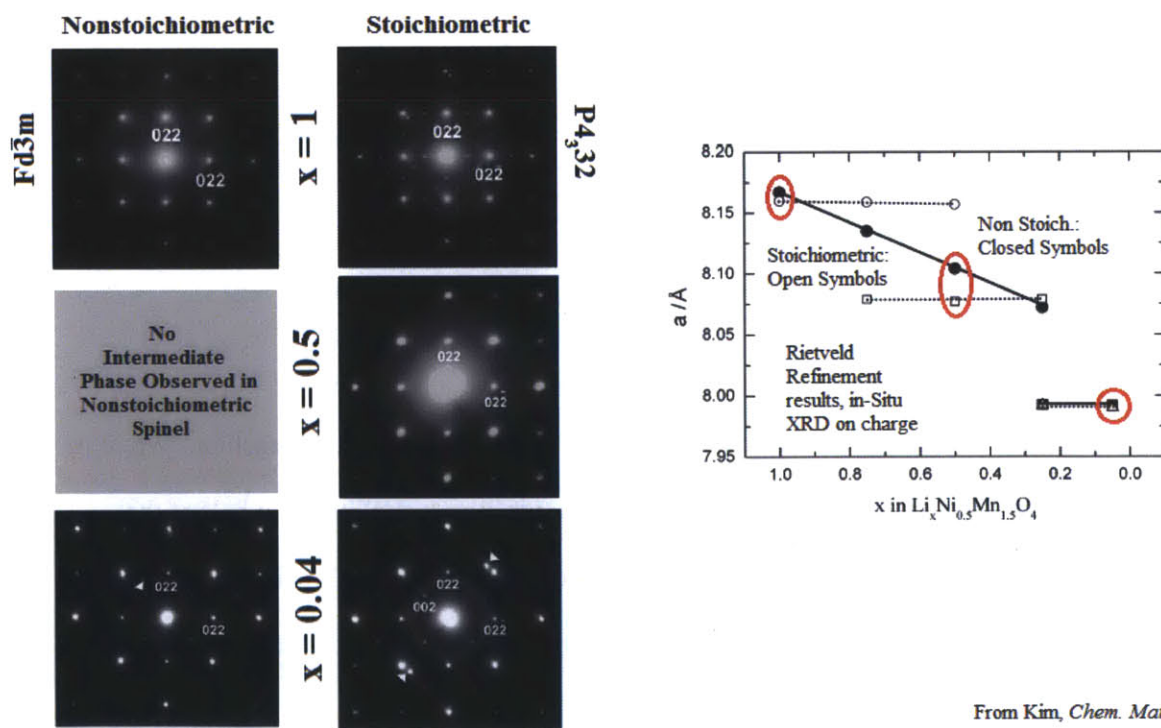 Nonstoichiometric
Stoichiometric
Fd3̄m
x = 1
P4₃32
022
022
022
022
No
Intermediate
Phase Observed in
Nonstoichiometric
Spinel
x = 0.5
022
022
x = 0.04
022
022
022
002
022
8.20
8.15
8.10
8.05
8.00
7.95
a /Å
Non Stoich.:
Closed Symbols
Stoichiometric:
Open Symbols
Rietveld
Refinement
results, in-Situ
XRD on charge
1.0 0.8 0.6 0.4 0.2 0.0
x in LiₓNi₀.₅Mn₁.₅O₄
From Kim, Chem. Mat